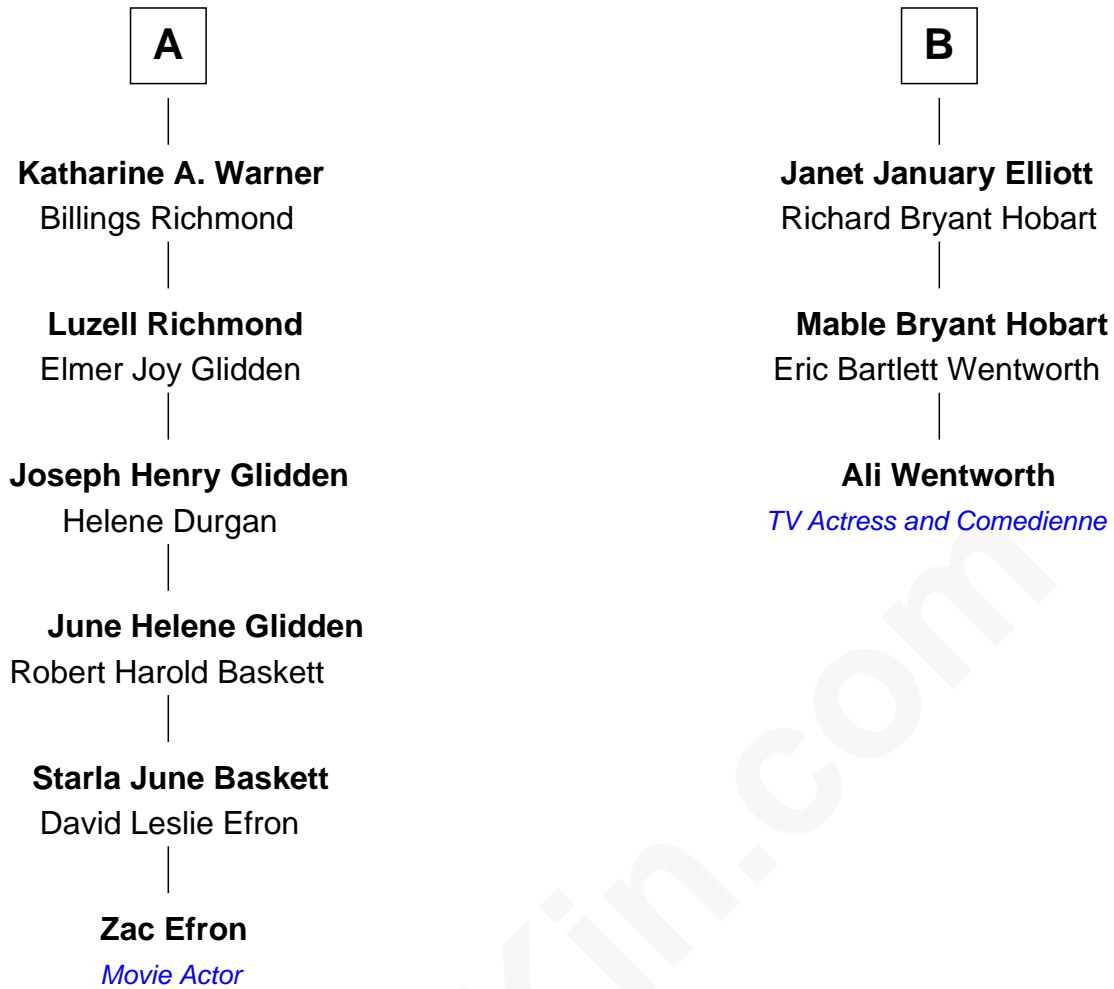 A
Katharine A. Warner
Billings Richmond
Luzell Richmond
Elmer Joy Glidden
Joseph Henry Glidden
Helene Durgan
June Helene Glidden
Robert Harold Baskett
Starla June Baskett
David Leslie Efron
Zac Efron
Movie Actor
B
Janet January Elliott
Richard Bryant Hobart
Mable Bryant Hobart
Eric Bartlett Wentworth
Ali Wentworth
TV Actress and Comedienne
Kin.com